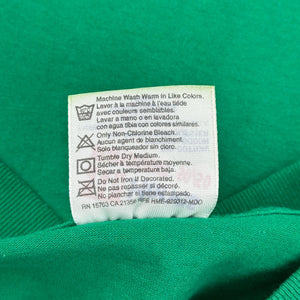 Machine Wash Warm in Like Colors.
Laver à la machine à l'eau tiède
avec couleurs semblables.
Lavar a mano o en lavadora
con agua tibia con colores similares.
Only Non-Chlorine Bleach.
Aucun agent de blanchiment.
Solo blanqueador sin cloro.
Tumble Dry Medium.
Sécher à température moyenne.
Secar a temperatura baja.
Do Not Iron if Decorated.
Ne pas repasser si décoré.
No planchar si tiene estampado.
RN 15763 CA 21356